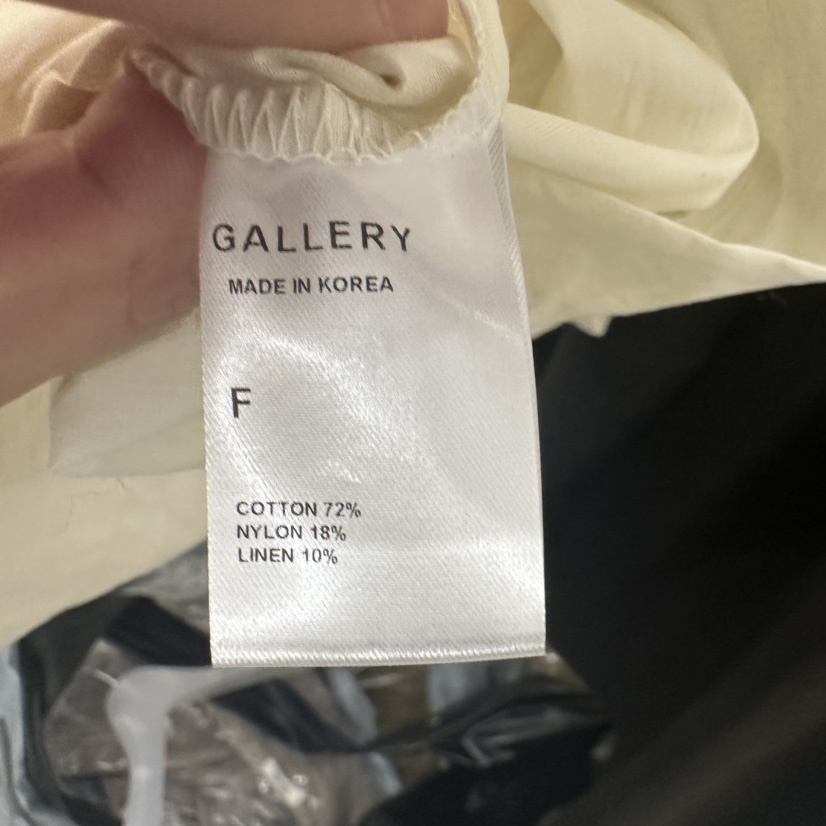 GALLERY
MADE IN KOREA
F
COTTON 72%
NYLON 18%
LINEN 10%